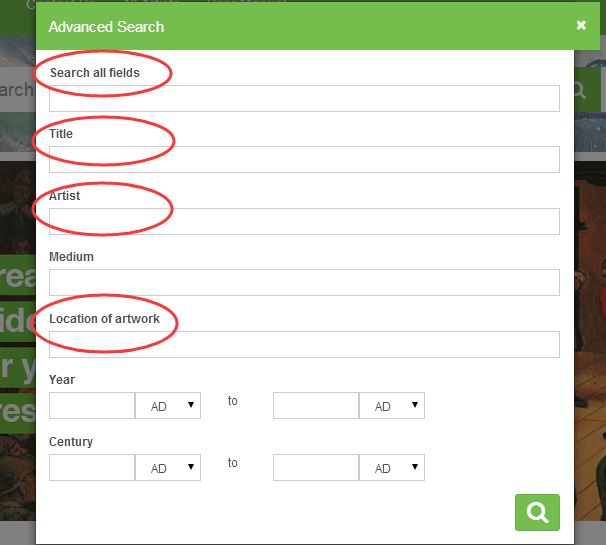 Advanced Search
Search all fields
Title
Artist
Medium
Location of artwork
Year
AD to AD
Century
AD to AD